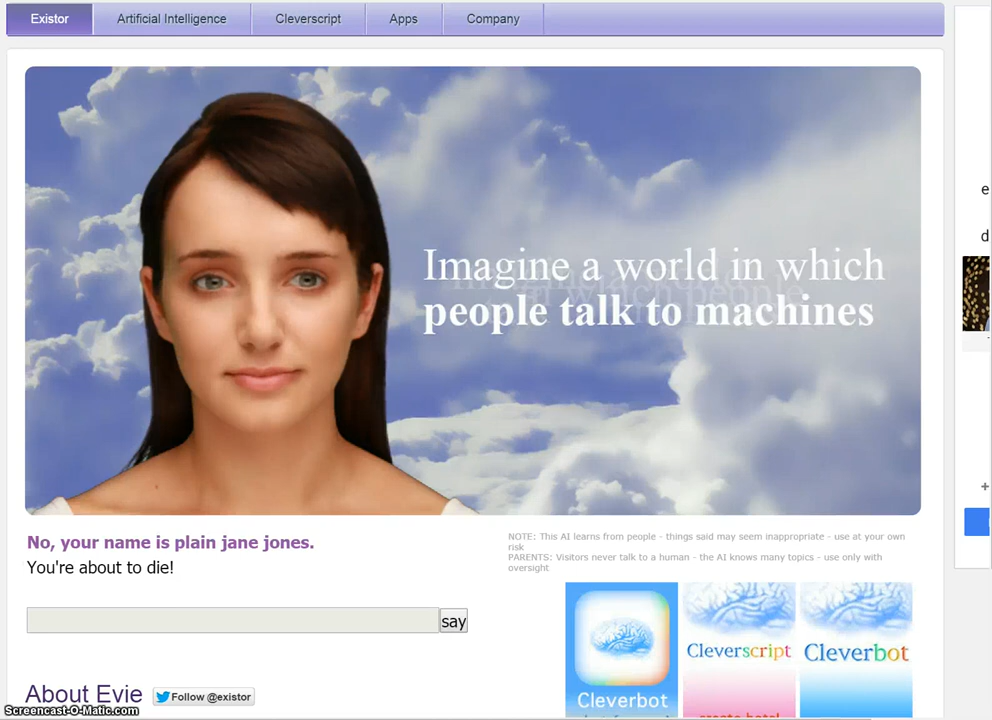 Existor
Artificial Intelligence
Cleverscript
Apps
Company
Imagine a world in which
people talk to machines
e
d
No, your name is plain jane jones.
You're about to die!
say
NOTE: This AI learns from people - things said may seem inappropriate - use at your own
risk
PARENTS: Visitors never talk to a human - the AI knows many topics - use only with
oversight
Cleverbot
Cleverscript
Cleverbot
About Evie
Follow @existor
Screencast-O-Matic.com